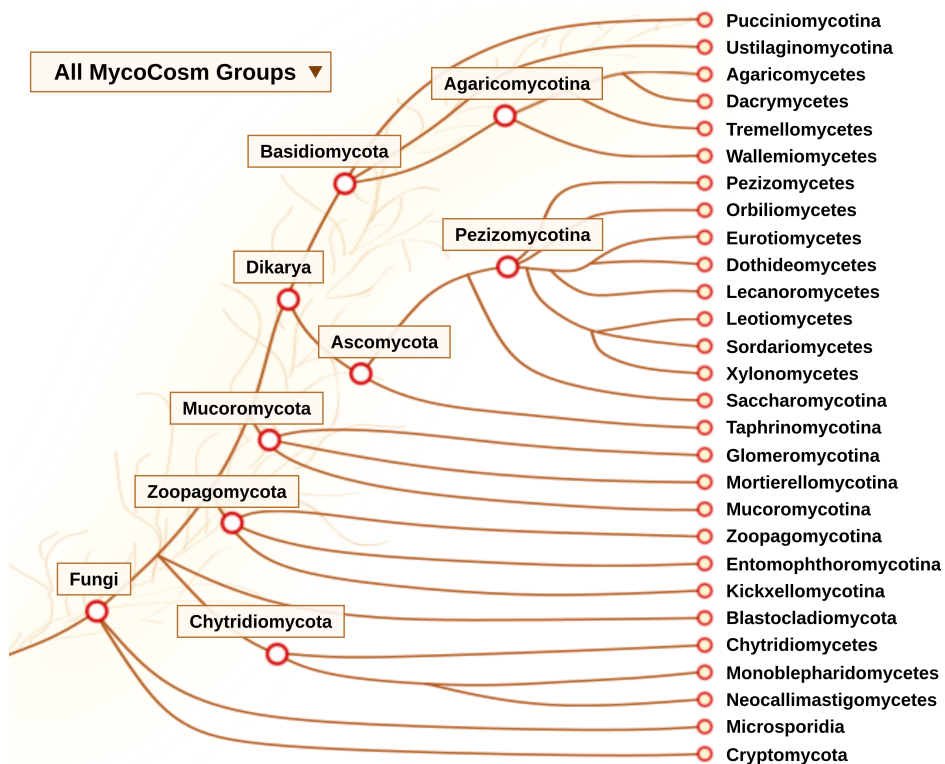 All MycoCosm Groups ▼
Pucciniomycotina
Ustilaginomycotina
Agaricomycotina
Agaricomycetes
Dacrymycetes
Tremellomycetes
Basidiomycota
Wallemiomycetes
Pezizomycetes
Orbiliomycetes
Pezizomycotina
Eurotiomycetes
Dikarya
Dothideomycetes
Lecanoromycetes
Leotiomycetes
Ascomycota
Sordariomycetes
Xylonomycetes
Saccharomycotina
Mucoromycota
Taphrinomycotina
Glomeromycotina
Mortierellomycotina
Zoopagomycota
Mucoromycotina
Zoopagomycotina
Entomophthoromycotina
Fungi
Kickxellomycotina
Blastocladiomycota
Chytridiomycota
Chytridiomycetes
Monoblepharidomycetes
Neocallimastigomycetes
Microsporidia
Cryptomycota